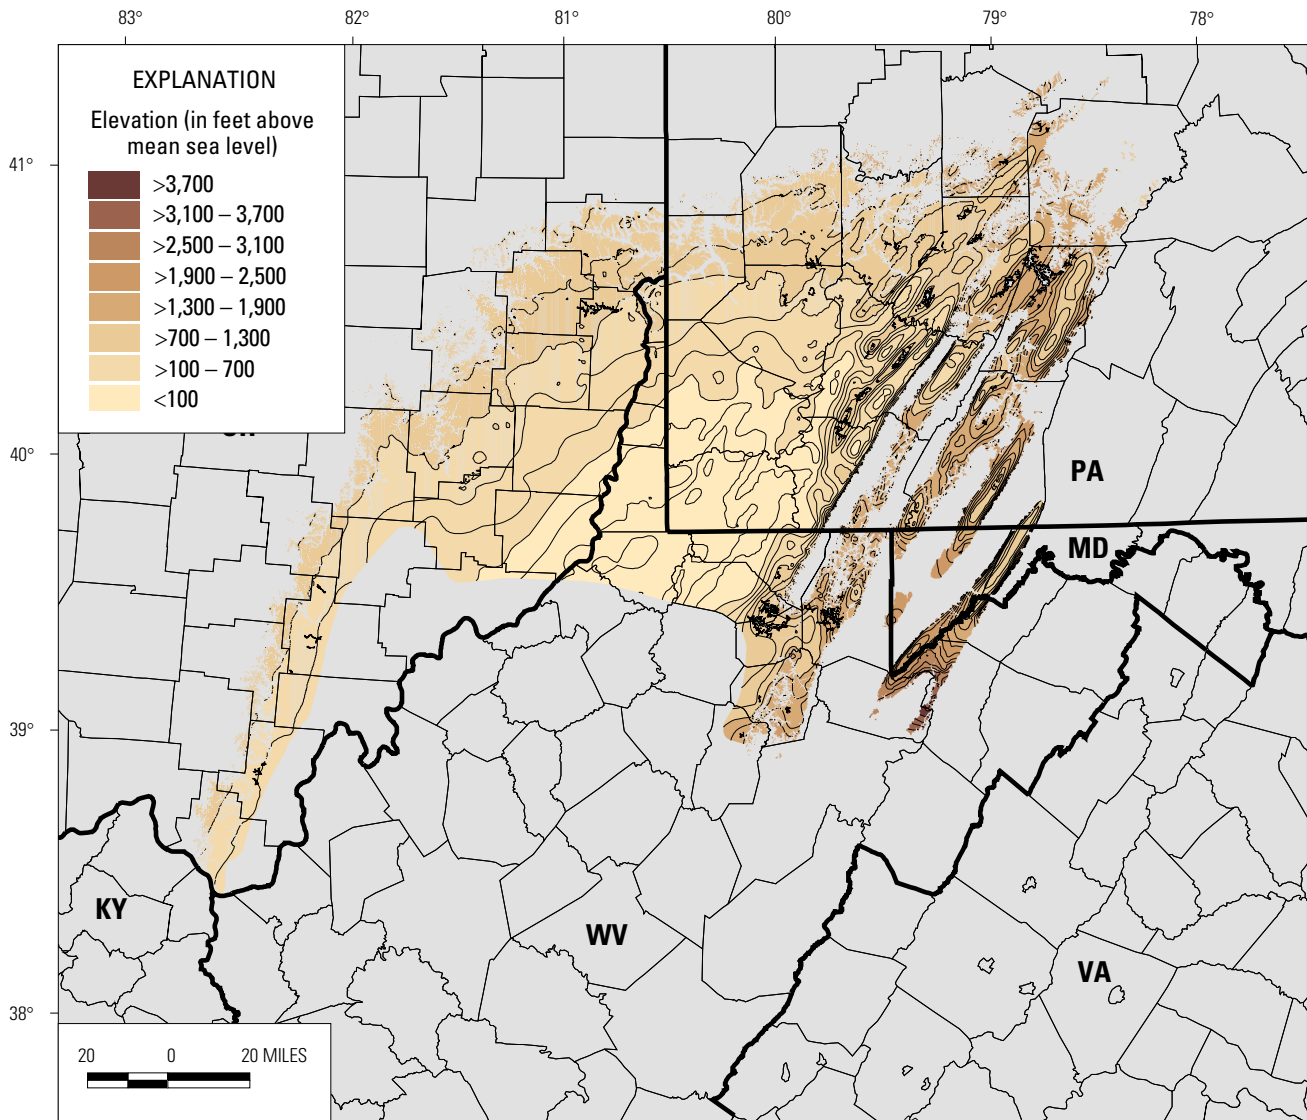 83°
82°
81°
80°
79°
78°
EXPLANATION
Elevation (in feet above
mean sea level)
>3,700
>3,100 – 3,700
>2,500 – 3,100
>1,900 – 2,500
>1,300 – 1,900
>700 – 1,300
>100 – 700
<100
41°
40°
39°
38°
PA
MD
KY
WV
VA
20 0 20 MILES